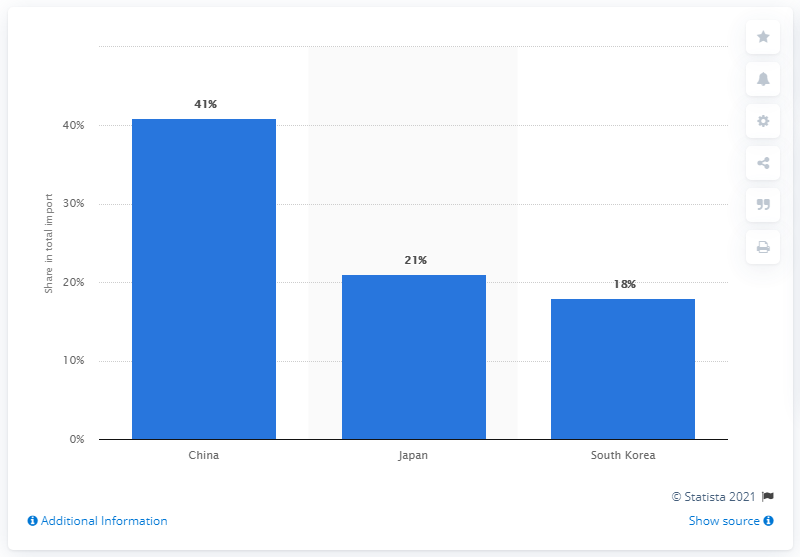 41%
40%
30%
21%
20%
18%
10%
0%
Share in total import
China
Japan
South Korea
© Statista 2021
Additional Information
Show source